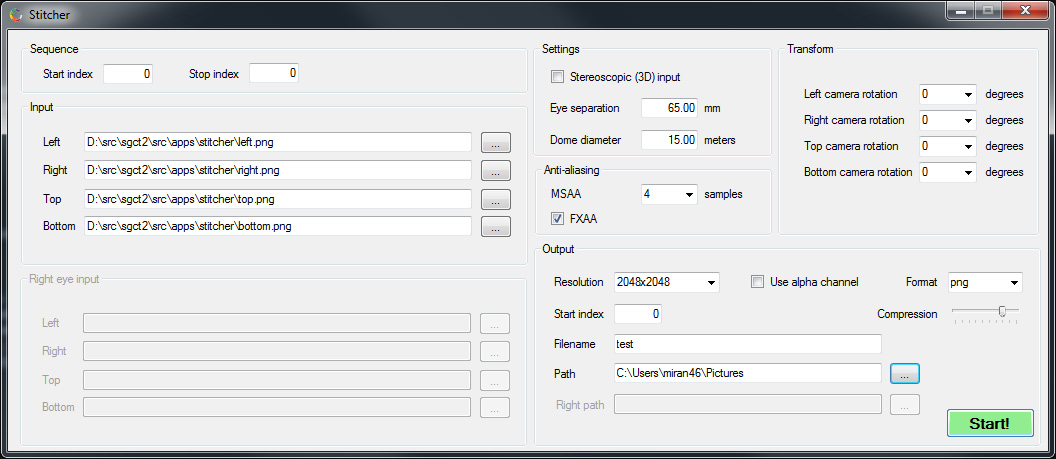 Stitcher
Sequence
Start index 0 Stop index 0
Input
Left D:\src\sgct2\src\apps\stitcher\left.png ...
Right D:\src\sgct2\src\apps\stitcher\right.png ...
Top D:\src\sgct2\src\apps\stitcher\top.png ...
Bottom D:\src\sgct2\src\apps\stitcher\bottom.png ...
Right eye input
Left ...
Right ...
Top ...
Bottom ...
Settings
Stereoscopic (3D) input
Eye separation 65.00 mm
Dome diameter 15.00 meters
Anti-aliasing
MSAA 4 samples
FXAA
Transform
Left camera rotation 0 degrees
Right camera rotation 0 degrees
Top camera rotation 0 degrees
Bottom camera rotation 0 degrees
Output
Resolution 2048x2048 Use alpha channel Format png
Start index 0 Compression
Filename test
Path C:\Users\miran46\Pictures ...
Right path ...
Start!